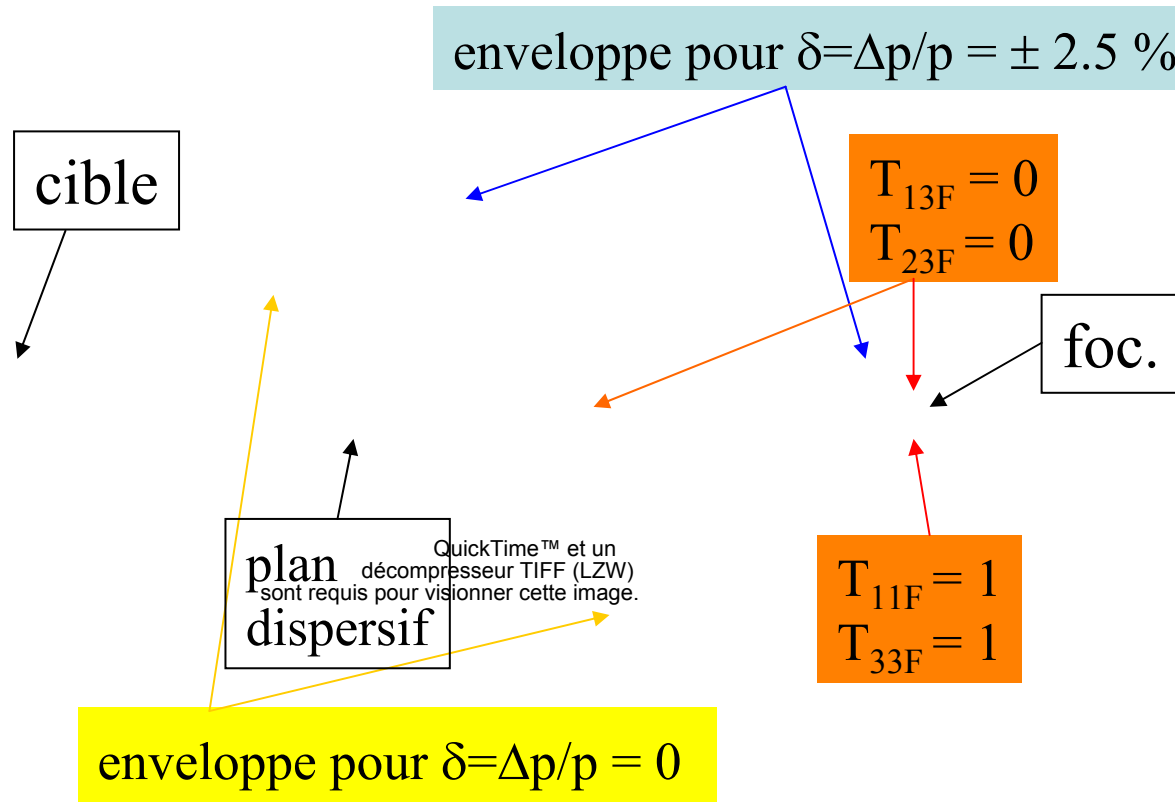 enveloppe pour δ=Δp/p = ± 2.5 %
cible
T13F = 0
T23F = 0
foc.
plan
dispersif
QuickTime™ et un
décompresseur TIFF (LZW)
sont requis pour visionner cette image.
T11F = 1
T33F = 1
enveloppe pour δ=Δp/p = 0